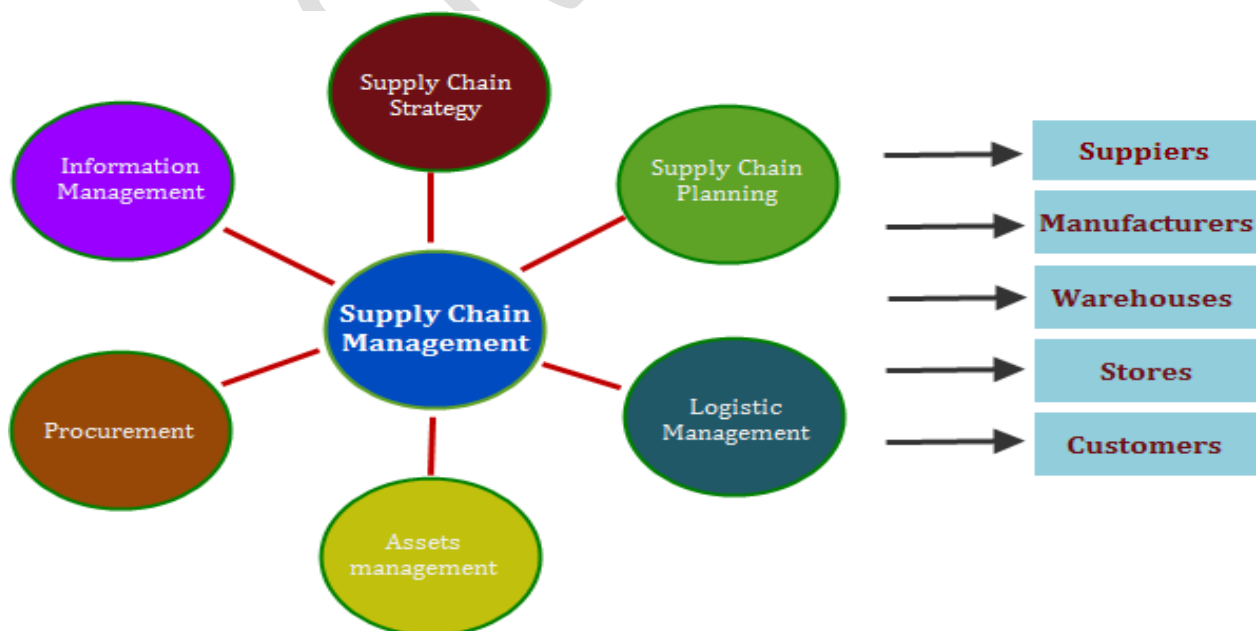 Supply Chain
Strategy
Information
Management
Supply Chain
Planning
Supply Chain
Management
Procurement
Logistic
Management
Assets
management
Suppiers
Manufacturers
Warehouses
Stores
Customers